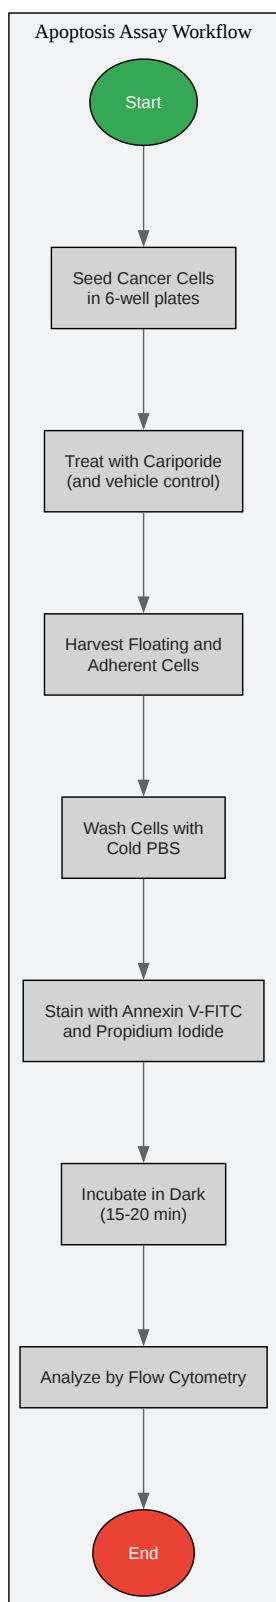 Apoptosis Assay Workflow
Start
Seed Cancer Cells
in 6-well plates
Treat with Cariporide
(and vehicle control)
Harvest Floating and
Adherent Cells
Wash Cells with
Cold PBS
Stain with Annexin V-FITC
and Propidium Iodide
Incubate in Dark
(15-20 min)
Analyze by Flow Cytometry
End